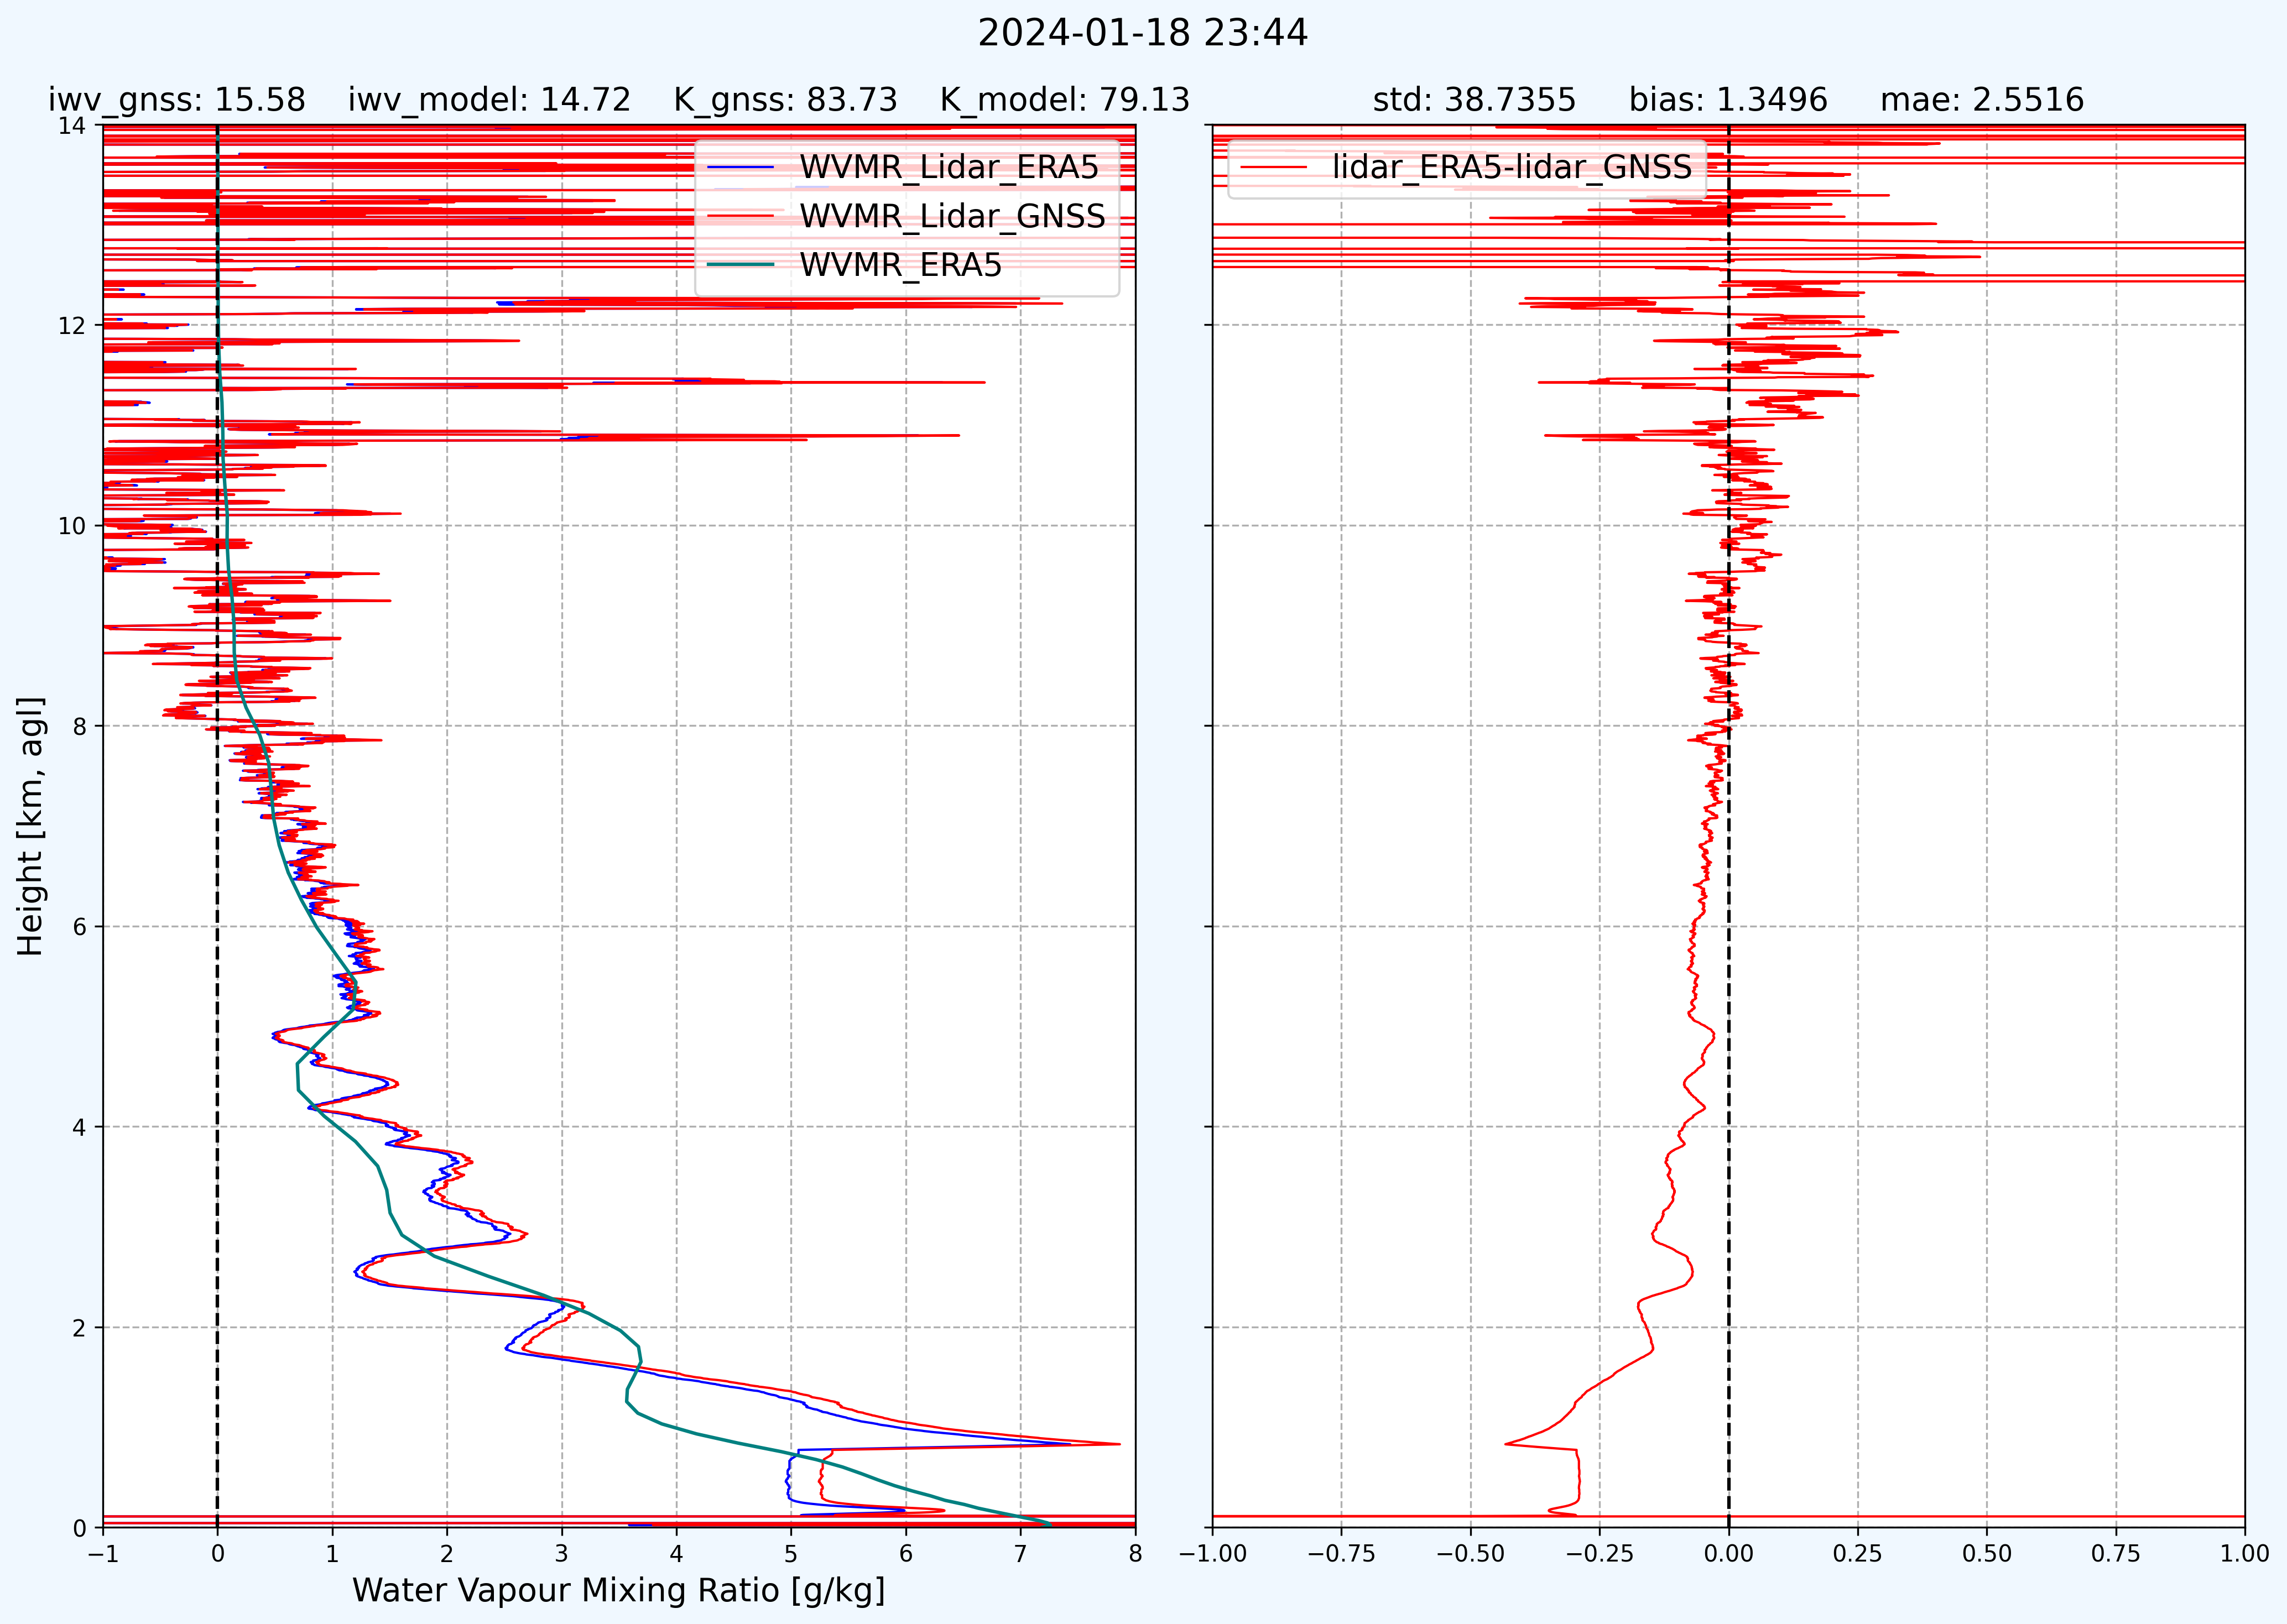 2024-01-18 23:44
iwv_gnss: 15.58 iwv_model: 14.72 K_gnss: 83.73 K_model: 79.13
std: 38.7355 bias: 1.3496 mae: 2.5516
WVMR_Lidar_ERA5
WVMR_Lidar_GNSS
WVMR_ERA5
lidar_ERA5-lidar_GNSS
Height [km, agl]
14
12
10
8
6
4
2
0
−1 0 1 2 3 4 5 6 7 8
Water Vapour Mixing Ratio [g/kg]
−1.00 −0.75 −0.50 −0.25 0.00 0.25 0.50 0.75 1.00